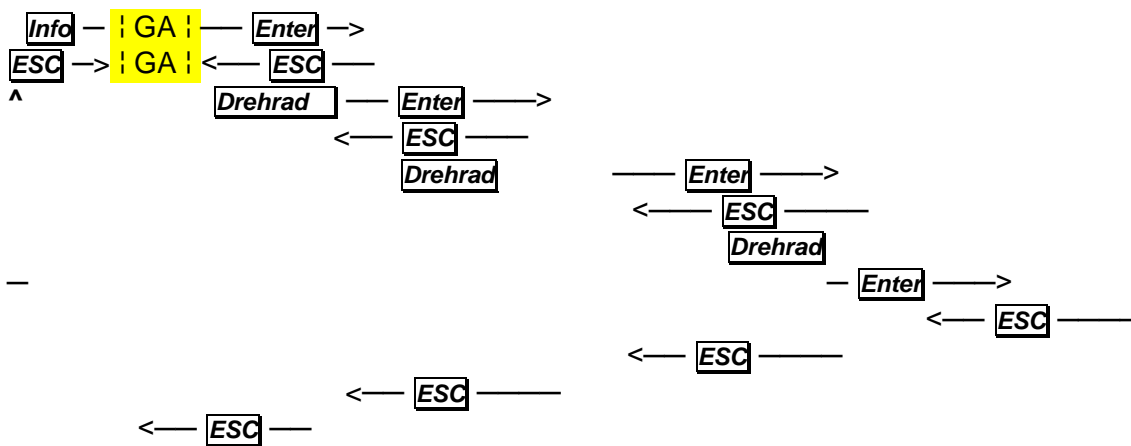 Info — ¦ GA ¦ —— Enter —>
ESC —> ¦ GA ¦ <—— ESC ——
^ Drehrad —— Enter ———>
<—— ESC ———
Drehrad ——— Enter ———>
<——— ESC ————
Drehrad
— — Enter ———>
<—— ESC ————
<—— ESC ————
<—— ESC ————
<—— ESC ——